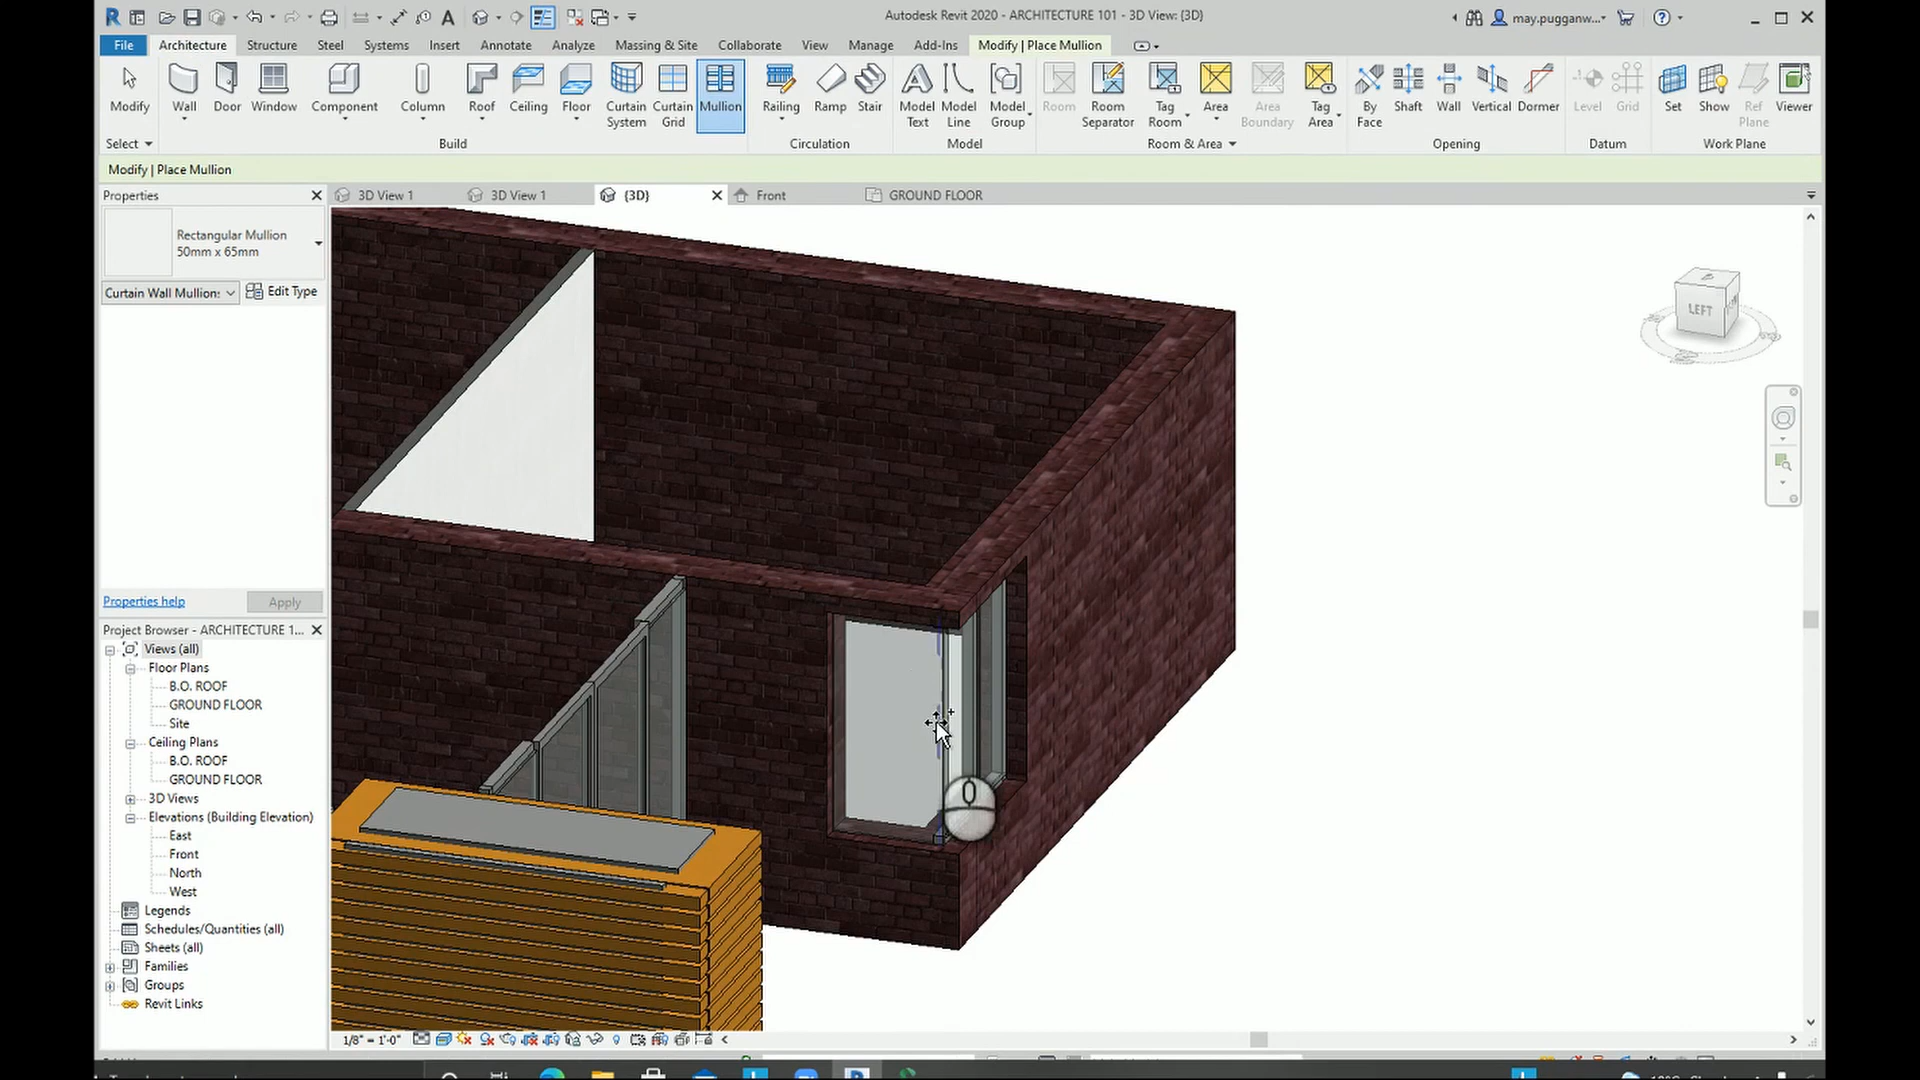 Autodesk Revit 2020 - ARCHITECTURE 101 - 3D View: {3D}
may.pugganw...
File Architecture Structure Steel Systems Insert Annotate Analyze Massing & Site Collaborate View Manage Add-Ins Modify | Place Mullion
Modify Wall Door Window Component Column Roof Ceiling Floor Curtain System Curtain Grid Mullion Railing Ramp Stair Model Text Model Line Model Group Room Room Separator Tag Room Area Area Boundary Tag Area By Face Shaft Wall Vertical Dormer Level Grid Set Show Ref Plane Viewer
Select Build Circulation Model Room & Area Opening Datum Work Plane
Modify | Place Mullion
Properties
3D View 1 3D View 1 {3D} Front GROUND FLOOR
Rectangular Mullion
50mm x 65mm
Curtain Wall Mullion: Edit Type
LEFT
Properties help Apply
Project Browser - ARCHITECTURE 1...
Views (all)
Floor Plans
B.O. ROOF
GROUND FLOOR
Site
Ceiling Plans
B.O. ROOF
GROUND FLOOR
3D Views
Elevations (Building Elevation)
East
Front
North
West
Legends
Schedules/Quantities (all)
Sheets (all)
Families
Groups
Revit Links
1/8" = 1'-0"